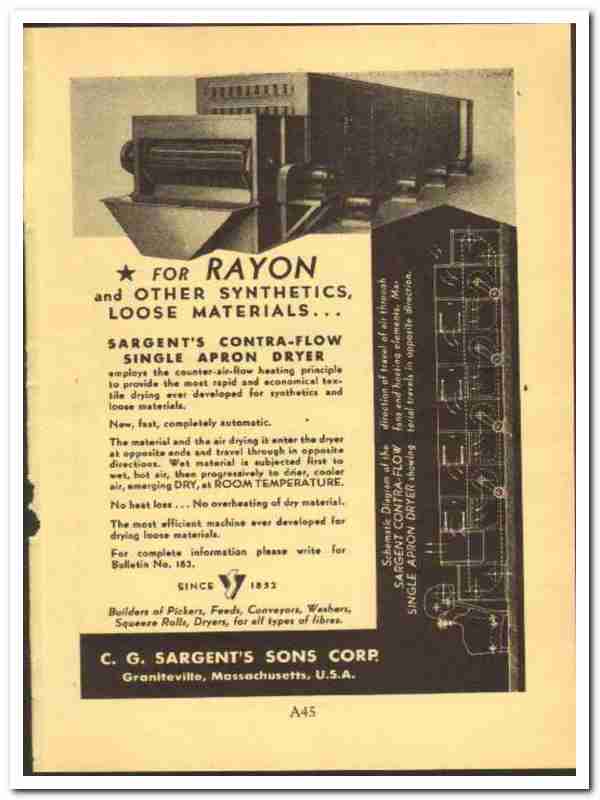 ★ FOR RAYON
and OTHER SYNTHETICS,
LOOSE MATERIALS...
SARGENT'S CONTRA-FLOW
SINGLE APRON DRYER
employs the counter-air-flow heating principle
to provide the most rapid and economical tex-
tile drying ever developed for synthetics and
loose materials.
New, fast, completely automatic.
The material and the air drying it enter the dryer
at opposite ends and travel through in opposite
directions. Wet material is subjected first to
wet, hot air, then progressively to drier, cooler
air, emerging DRY, at ROOM TEMPERATURE.
No heat loss . . . No overheating of dry material.
The most efficient machine ever developed for
drying loose materials.
For complete information please write for
Bulletin No. 183.
SINCE 1852
Builders of Pickers, Feeds, Conveyors, Washers,
Squeeze Rolls, Dryers, for all types of fibres.
Schematic Diagram of the
SARGENT CONTRA-FLOW
SINGLE APRON DRYER showing
direction of travel of air through
fans and heating elements. Ma-
terial travels in opposite direction.
C. G. SARGENT'S SONS CORP.
Graniteville, Massachusetts, U.S.A.
A45